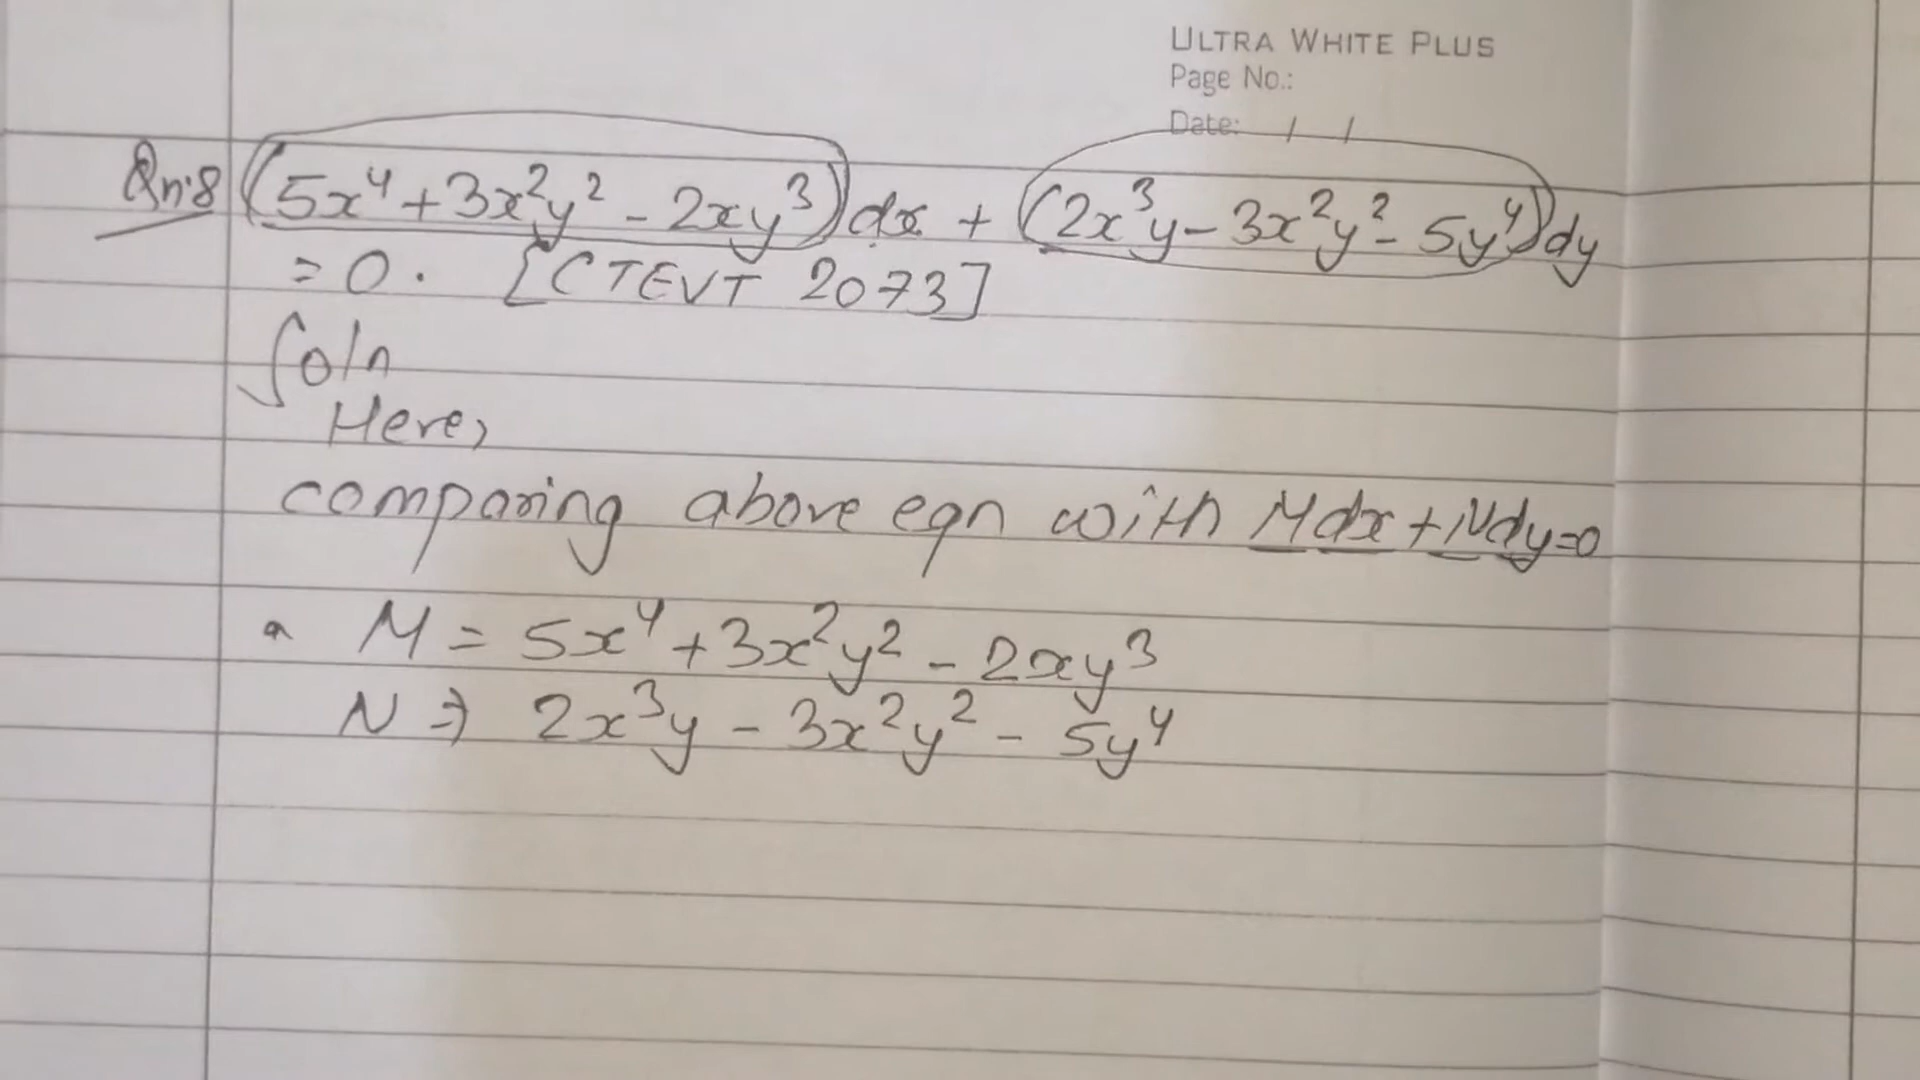 ULTRA WHITE PLUS
Page No.:
Date: / /
Qn.8 (5x⁴ + 3x²y² - 2xy³) dx + (2x³y - 3x²y² - 5y⁴) dy
= 0. [CTEVT 2073]
Soln
Here,
comparing above eqn with Mdx + Ndy = 0
M = 5x⁴ + 3x²y² - 2xy³
N => 2x³y - 3x²y² - 5y⁴